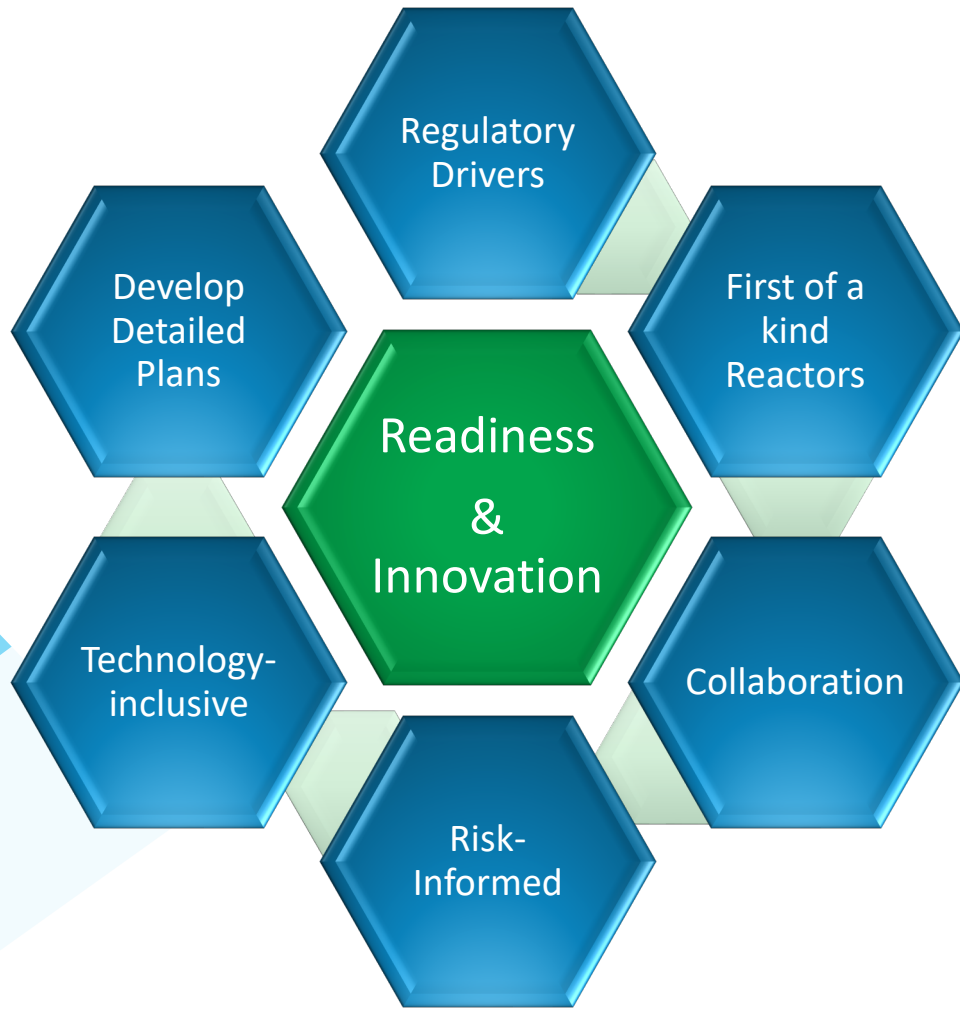 Regulatory
Drivers
First of a
kind
Reactors
Collaboration
Risk-
Informed
Technology-
inclusive
Develop
Detailed
Plans
Readiness
&
Innovation